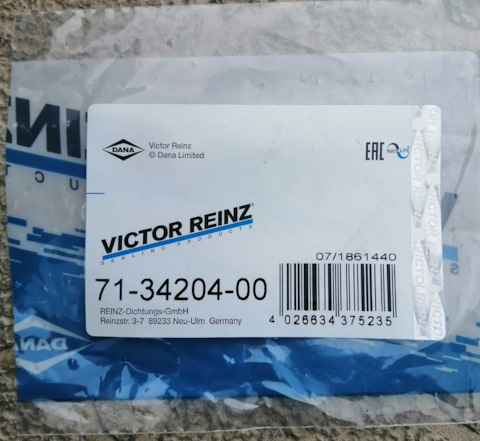 DANA
Victor Reinz
© Dana Limited
EAC
VICTOR REINZ®
SEALING PRODUCTS
07/1861440
71-34204-00
REINZ-Dichtungs-GmbH
Reinzstr. 3-7 89233 Neu-Ulm Germany
4 026634 375235
DANA